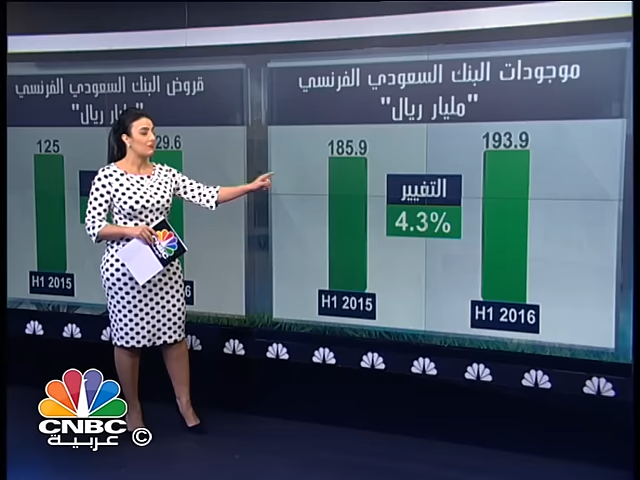 موجودات البنك السعودي الفرنسي
"مليار ريال"
185.9
193.9
التغيير
4.3%
H1 2015
H1 2016
قروض البنك السعودي الفرنسي
ريال"
125
29.6
H1 2015
6
CNBC
عربية ©